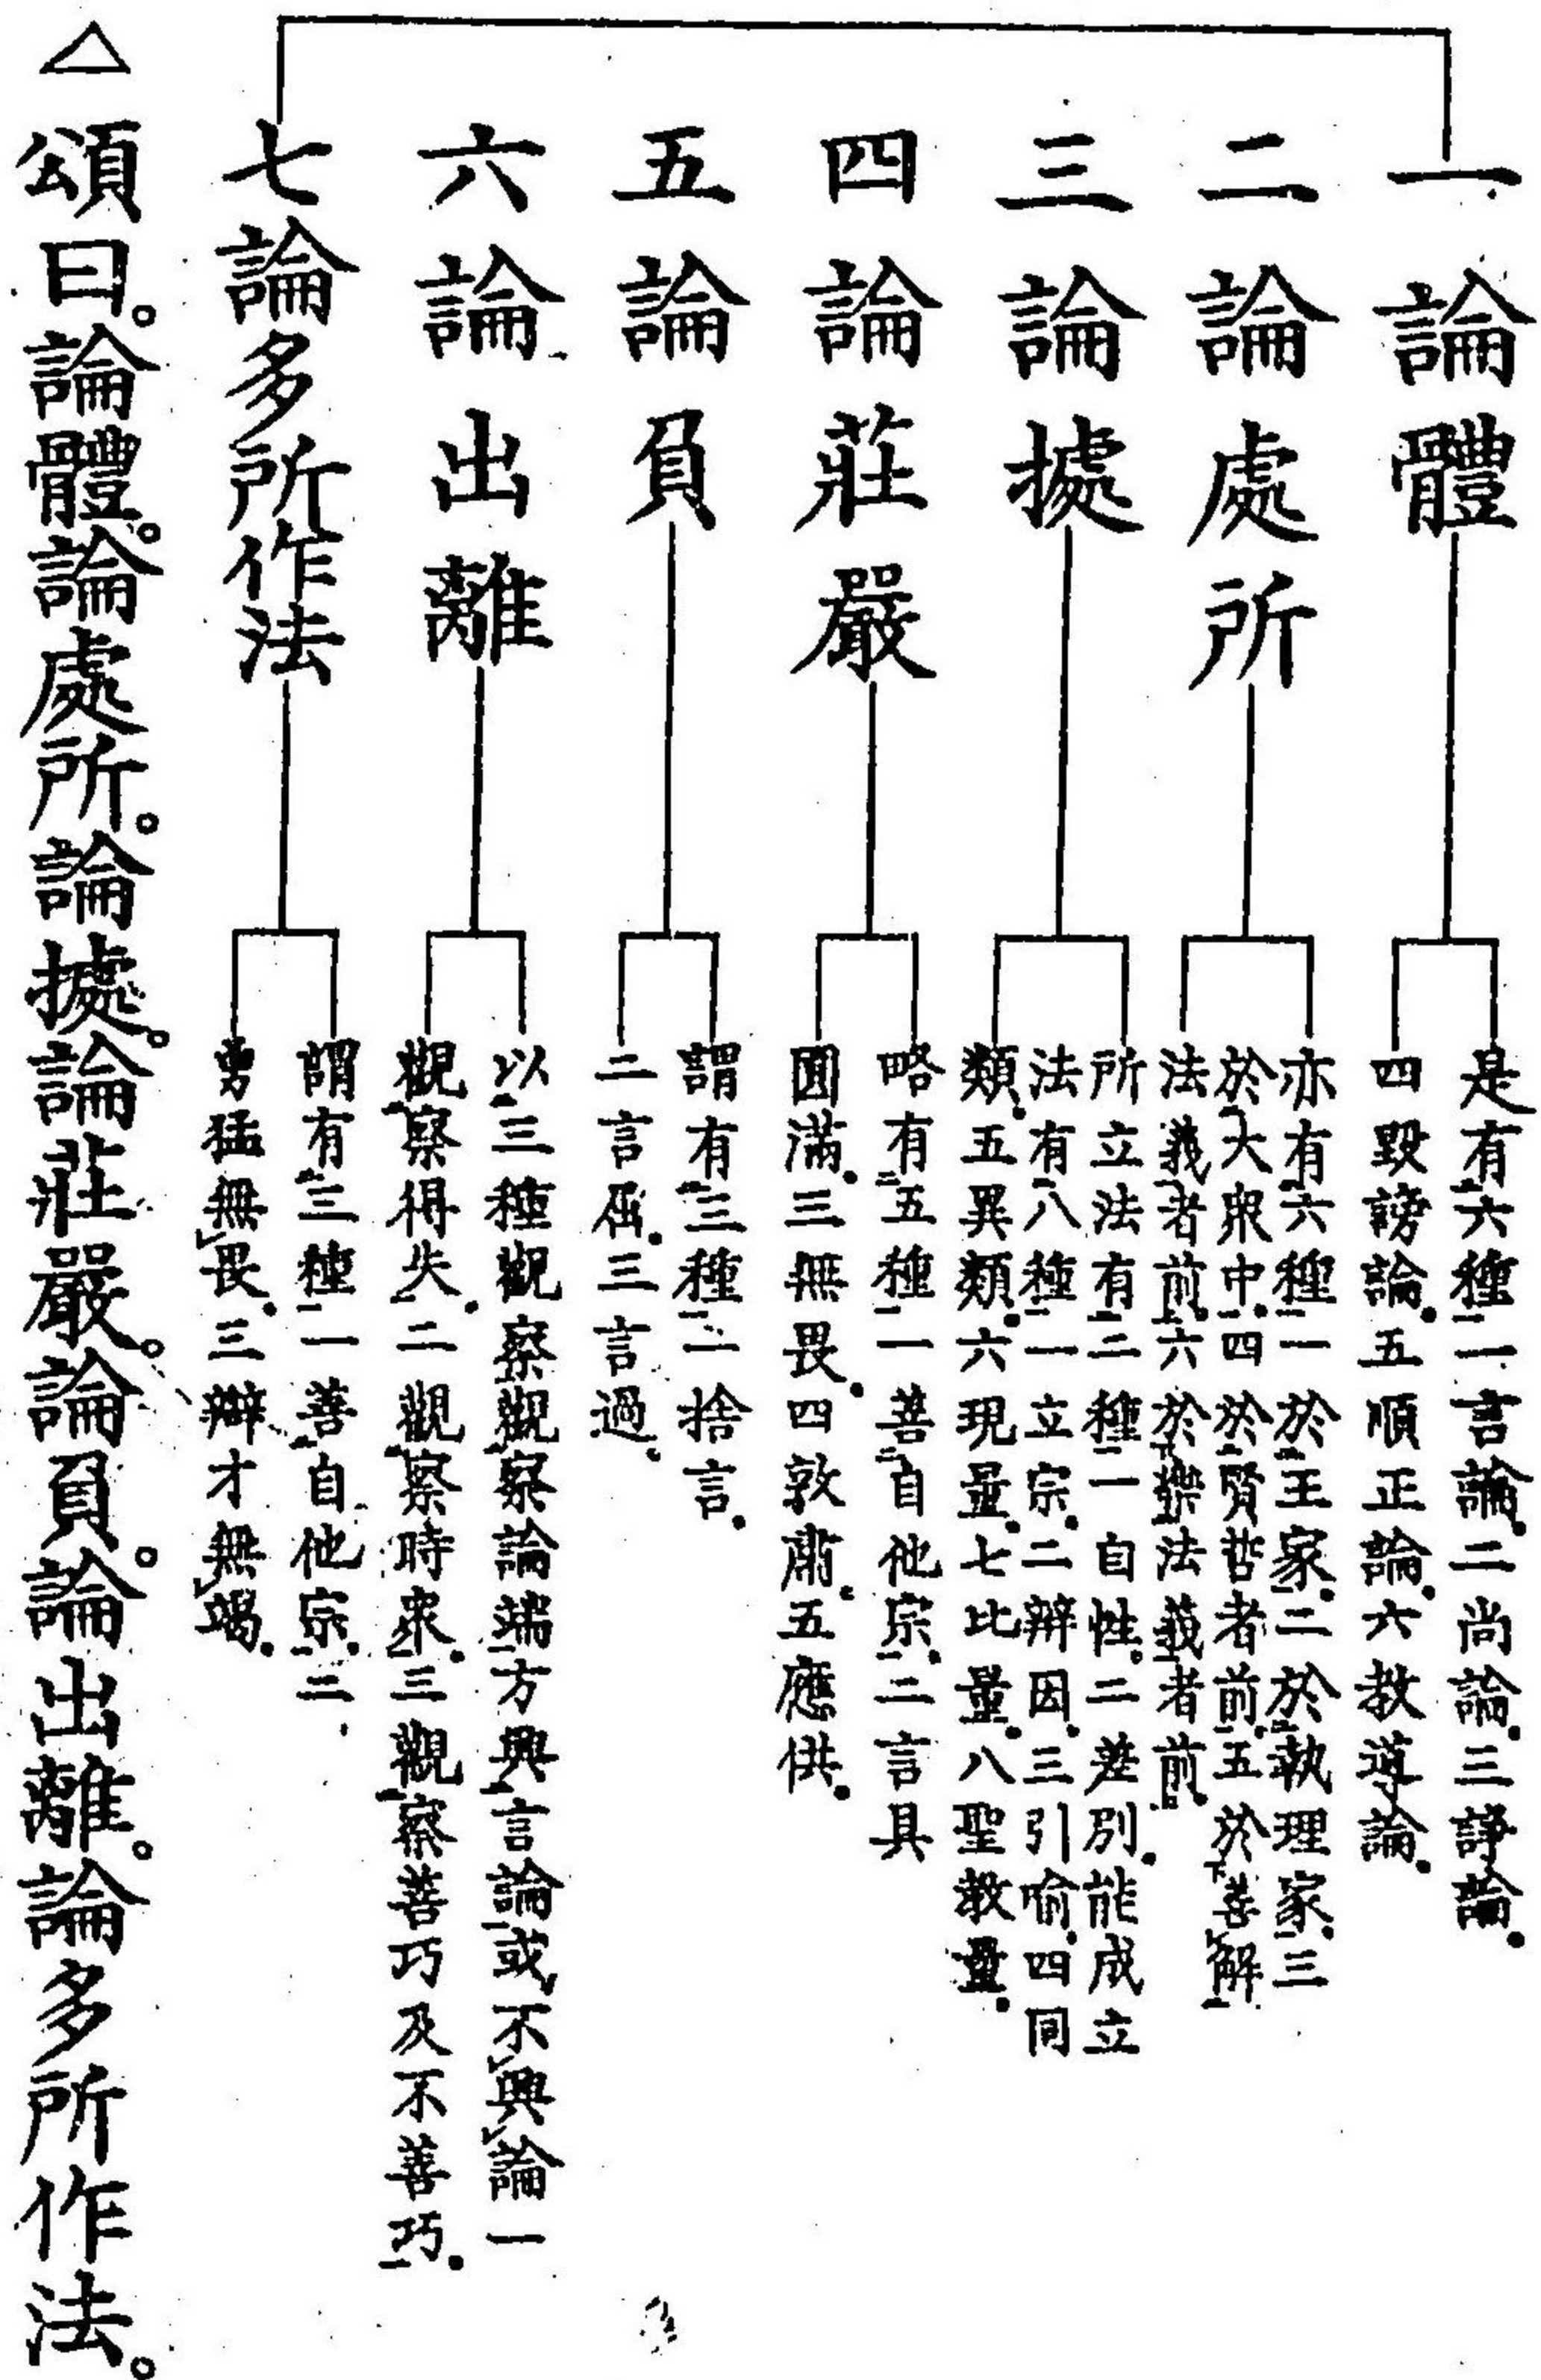 一論體
是有六種一言論。二尚論。三諍論。
四毀謗論。五順正論。六教導論。
二論處所
亦有六種一於王家。二於執理家。三
於大衆中。四於賢哲者前。五於善解
法義者前。六於樂法義者前。
三論據
所立法有二種一自性。二差別。能成立
法有八種一立宗。二辯因。三引喻。四同
類。五異類。六現量。七比量。八聖教量。
四論莊嚴
略有五種一善自他宗。二言具
圓滿。三無畏。四敦肅。五應供。
五論負
謂有三種一捨言。
二言屈。三言過。
六論出離
以三種觀察觀察論端方興言論或不興論一
觀察得失。二觀察時衆。三觀察善巧及不善巧。
七論多所作法
謂有三種一善自他宗。二
勇猛無畏。三辯才無竭。
△頌曰。論體。論處所。論據。論莊嚴。論負。論出離。論多所作法。